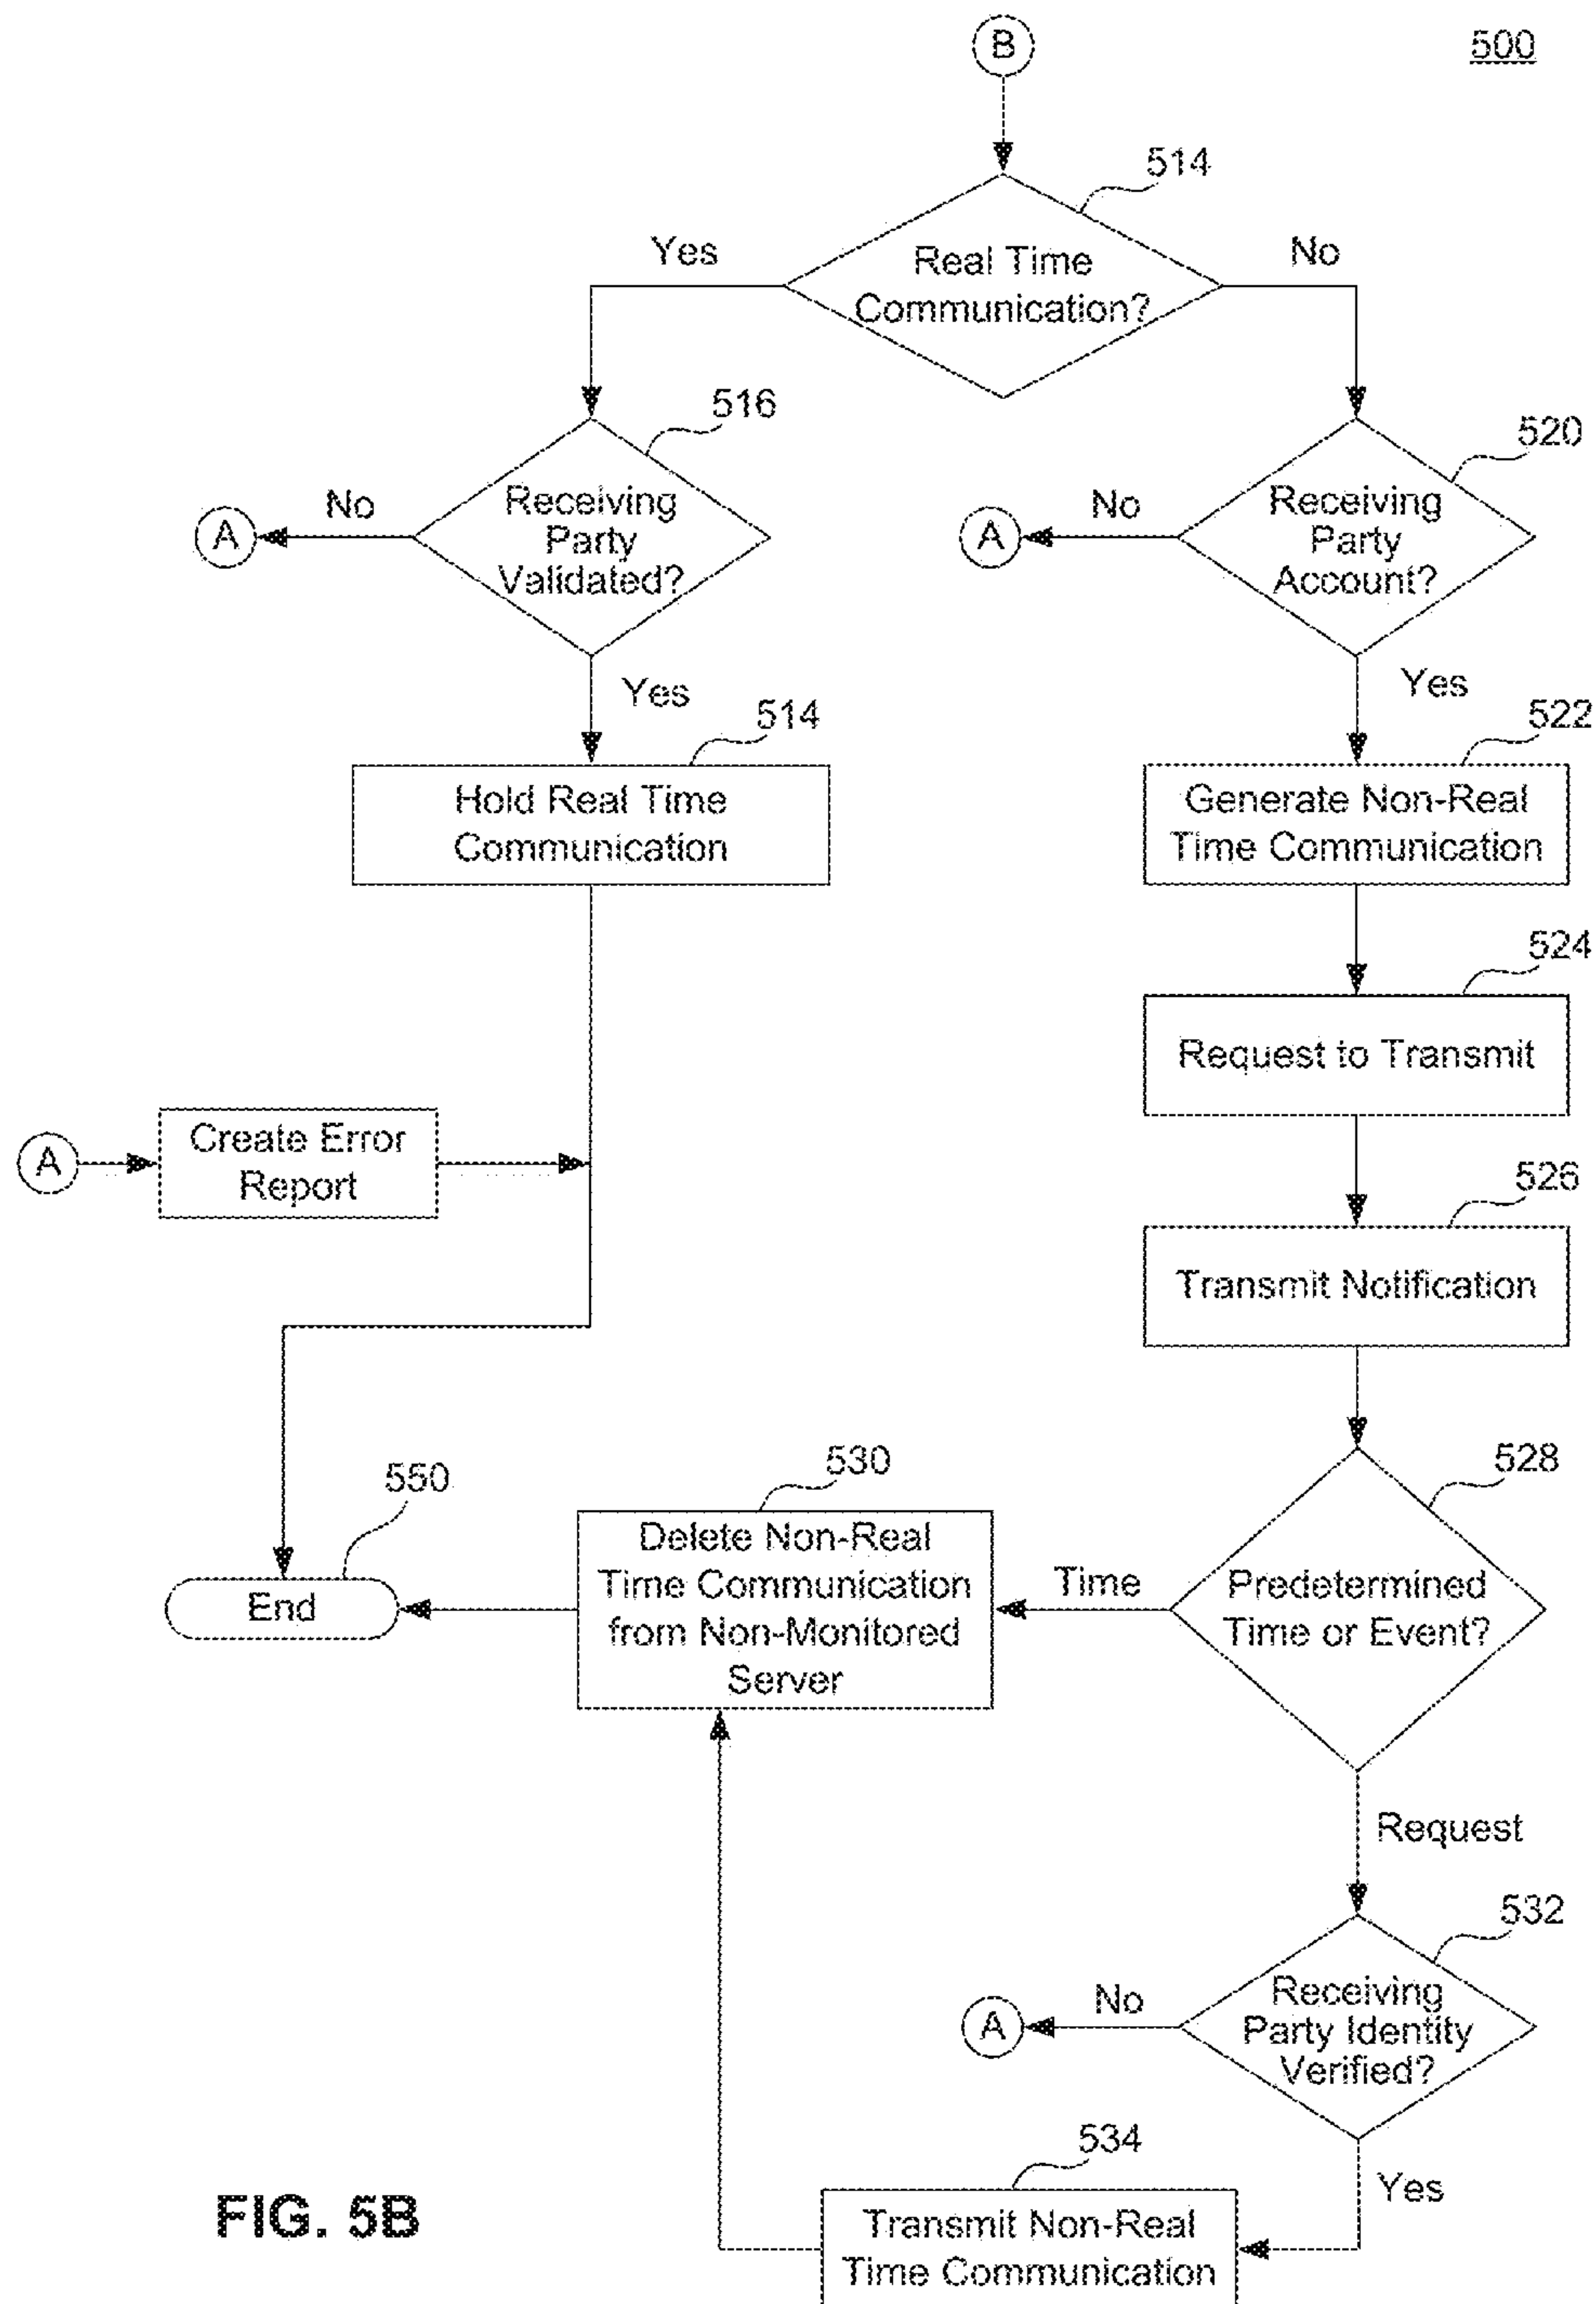 B
500
514
Yes
Real Time
Communication?
No
516
Receiving
Party
Validated?
No
A
Yes
520
Receiving
Party
Account?
No
A
Yes
514
Hold Real Time
Communication
522
Generate Non-Real
Time Communication
524
Request to Transmit
A
Create Error
Report
526
Transmit Notification
528
Predetermined
Time or Event?
Time
530
Delete Non-Real
Time Communication
from Non-Monitored
Server
550
End
Request
532
Receiving
Party Identity
Verified?
No
A
Yes
534
Transmit Non-Real
Time Communication
FIG. 5B